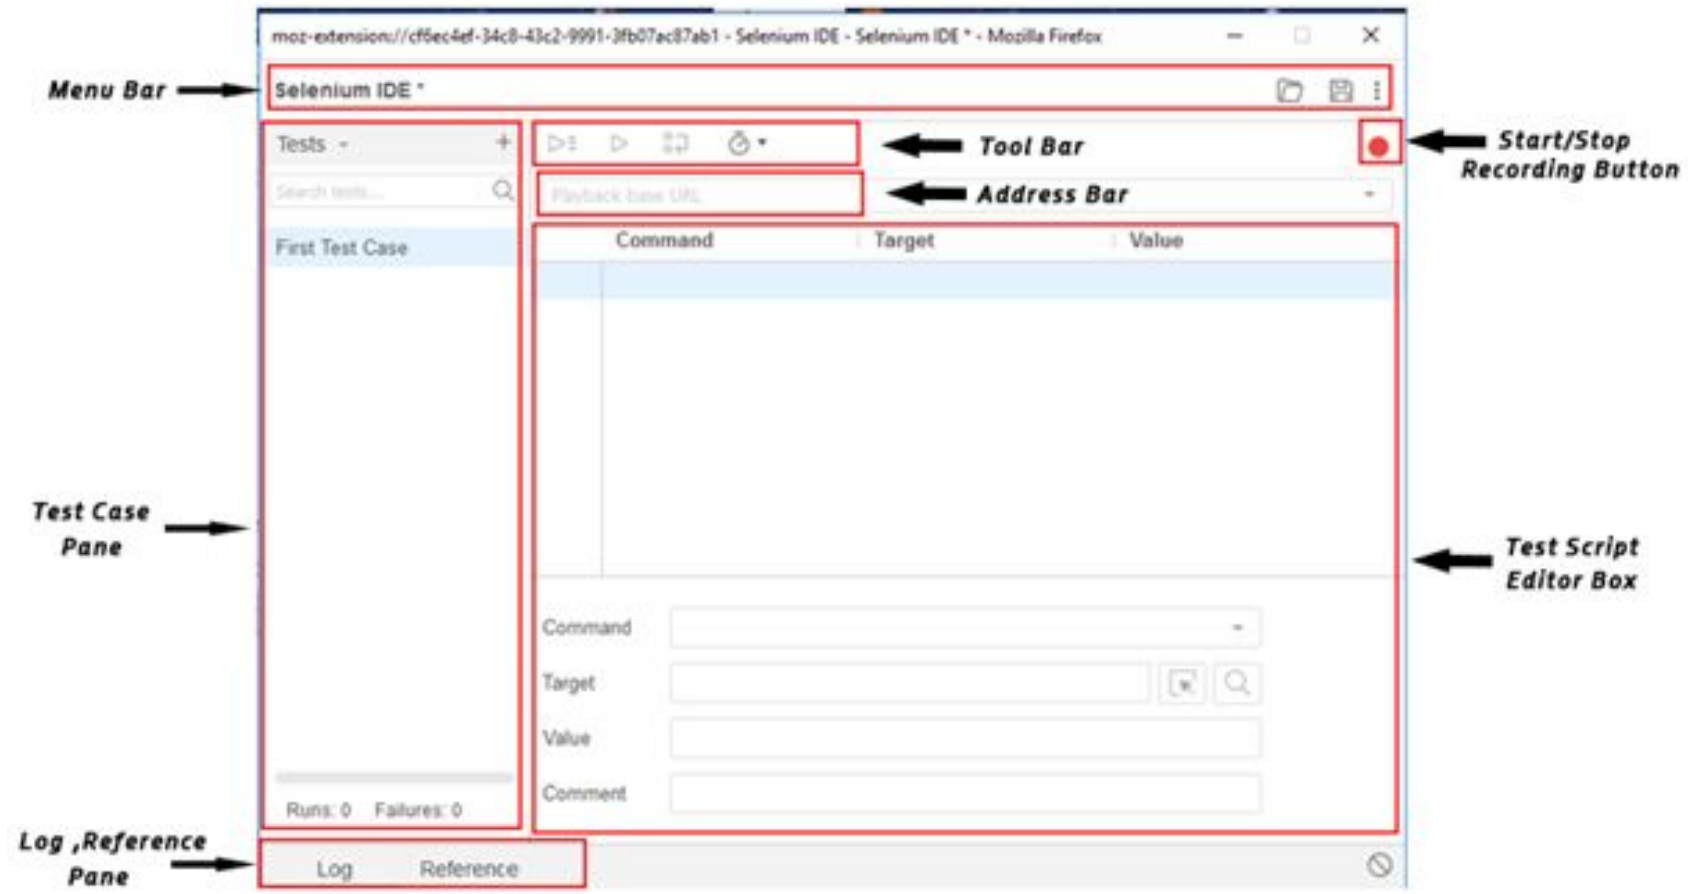 moz-extension://cf6ec4ef-34c8-43c2-9991-3fb07ac87ab1 - Selenium IDE - Selenium IDE * - Mozilla Firefox
Menu Bar
Selenium IDE *
Tests
Tool Bar
Start/Stop
Recording Button
Search tests...
Playback base URL
Address Bar
First Test Case
Command Target Value
Test Case
Pane
Test Script
Editor Box
Command
Target
Value
Comment
Runs: 0 Failures: 0
Log ,Reference
Pane
Log Reference